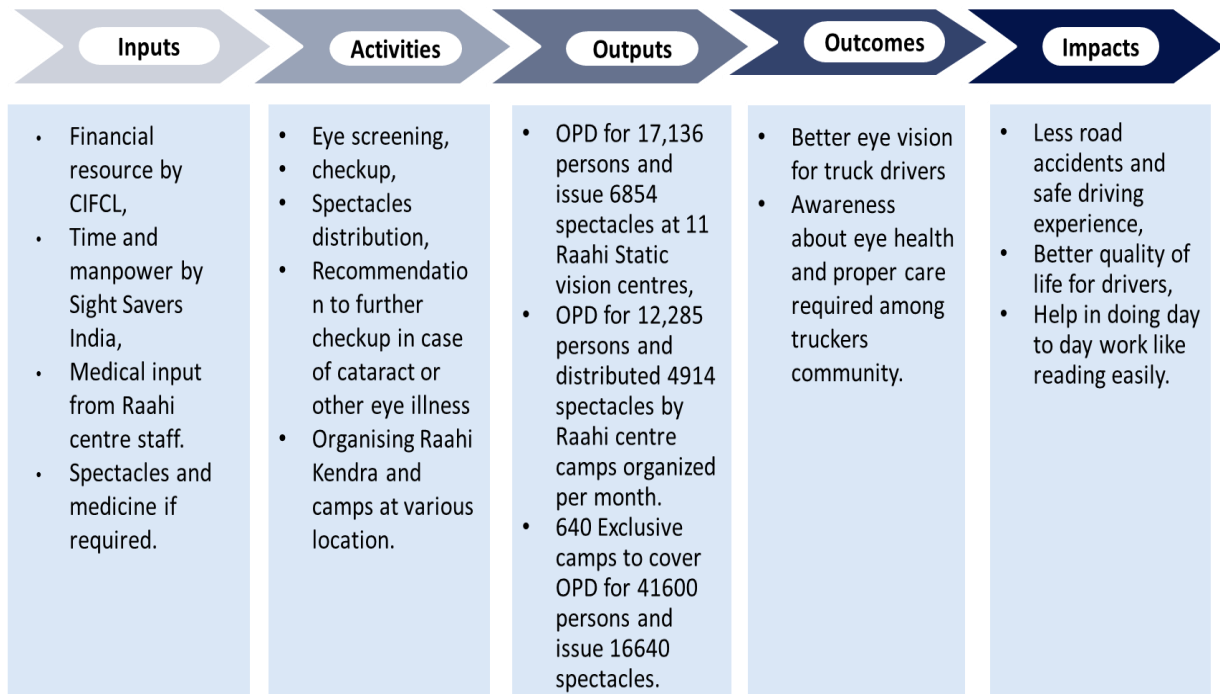 Inputs
Activities
Outputs
Outcomes
Impacts
• Financial
resource by
CIFCL,
• Time and
manpower by
Sight Savers
India,
• Medical input
from Raahi
centre staff.
• Spectacles and
medicine if
required.
• Eye screening,
• checkup,
• Spectacles
distribution,
• Recommendatio
n to further
checkup in case
of cataract or
other eye illness
• Organising Raahi
Kendra and
camps at various
location.
• OPD for 17,136
persons and
issue 6854
spectacles at 11
Raahi Static
vision centres,
• OPD for 12,285
persons and
distributed 4914
spectacles by
Raahi centre
camps organized
per month.
• 640 Exclusive
camps to cover
OPD for 41600
persons and
issue 16640
spectacles.
• Better eye vision
for truck drivers
• Awareness
about eye health
and proper care
required among
truckers
community.
• Less road
accidents and
safe driving
experience,
• Better quality of
life for drivers,
• Help in doing day
to day work like
reading easily.